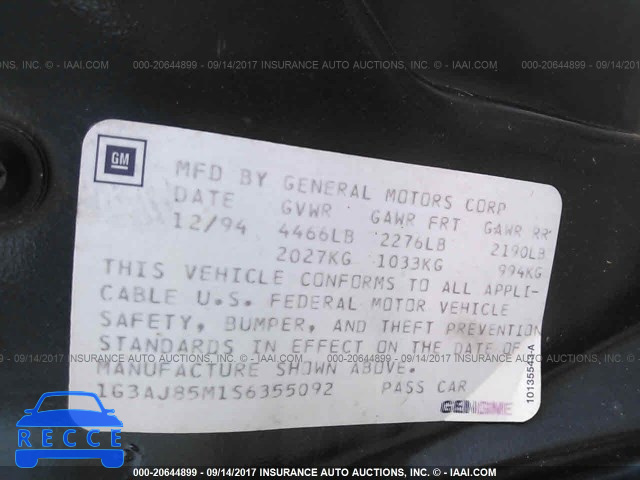 000-20644899 - 09/14/2017 INSURANCE AUTO AUCTIONS, INC. © - IAAI.COM
GM
MFD BY GENERAL MOTORS CORP
DATE GVWR GAWR FRT GAWR RR
12/94 4466LB 2276LB 2190LB
2027KG 1033KG 994KG
THIS VEHICLE CONFORMS TO ALL APPLI-
CABLE U.S. FEDERAL MOTOR VEHICLE
SAFETY, BUMPER, AND THEFT PREVENTION
STANDARDS IN EFFECT ON THE DATE OF
MANUFACTURE SHOWN ABOVE.
1G3AJ85M1S6355092 PASS CAR
GENUINE
RECCE
000-20644899 - 09/14/2017 INSURANCE AUTO AUCTIONS, INC. © - IAAI.COM